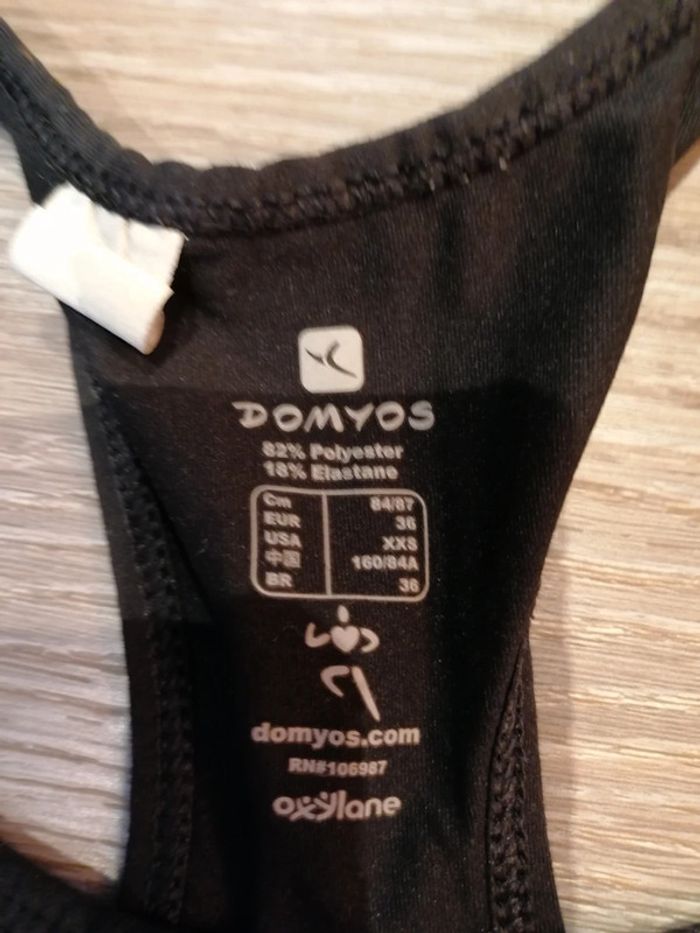 DOMYOS
82% Polyester
18% Elastane
Cm 84/87
EUR 36
USA XXS
中国 160/84A
BR 36
domyos.com
RN#106987
oxylane